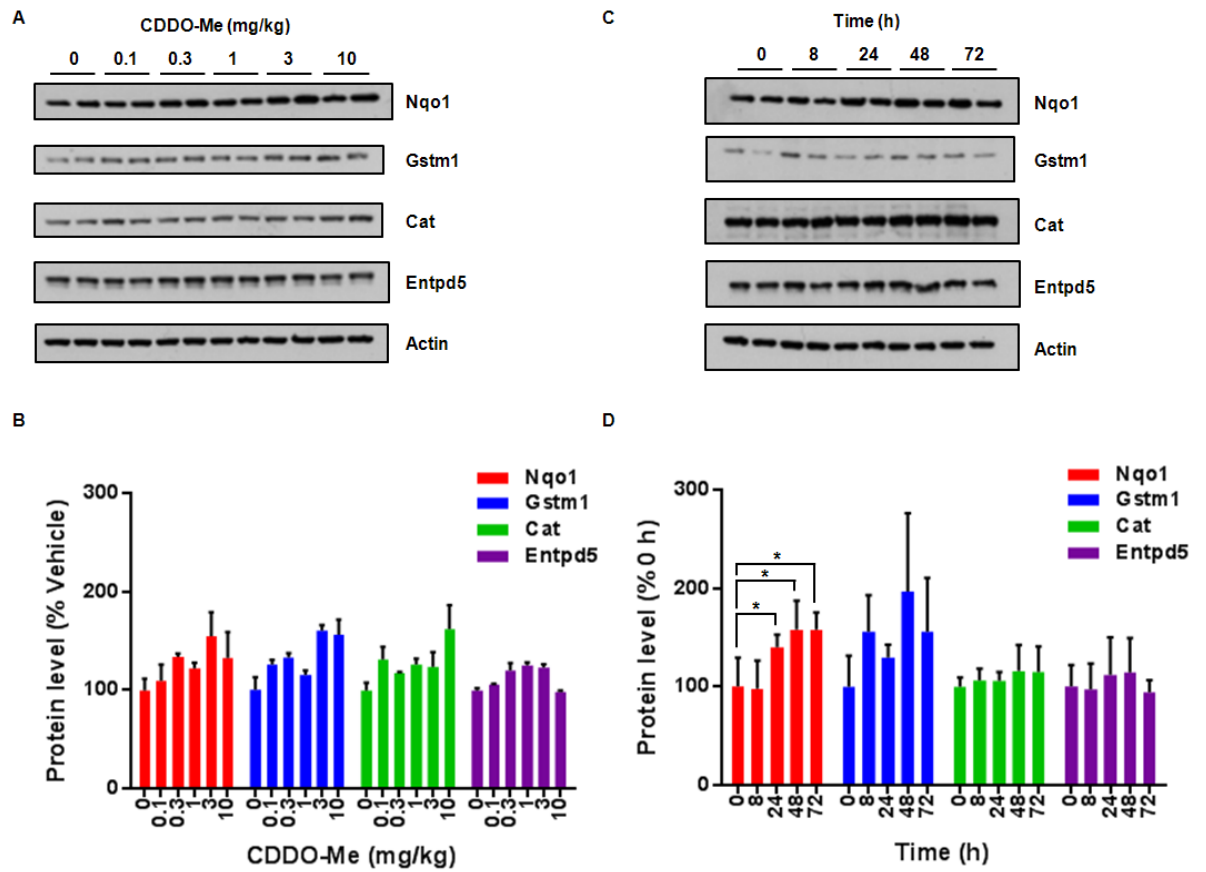 A
CDDO-Me (mg/kg)
0 0.1 0.3 1 3 10
Nqo1
Gstm1
Cat
Entpd5
Actin
C
Time (h)
0 8 24 48 72
Nqo1
Gstm1
Cat
Entpd5
Actin
B
Protein level (% Vehicle)
300
200
100
0
Nqo1
Gstm1
Cat
Entpd5
0 0.1 0.3 1 3 10 0 0.1 0.3 1 3 10 0 0.1 0.3 1 3 10 0 0.1 0.3 1 3 10
CDDO-Me (mg/kg)
D
Protein level (% 0 h)
300
200
100
0
Nqo1
Gstm1
Cat
Entpd5
*
*
*
0 8 24 48 72 0 8 24 48 72 0 8 24 48 72 0 8 24 48 72
Time (h)